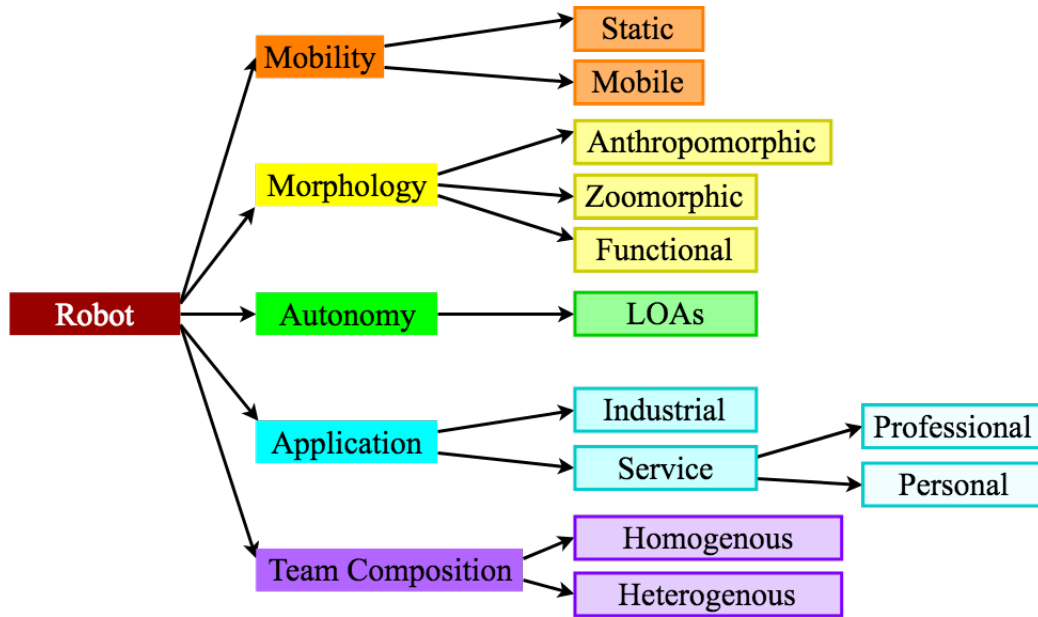 Robot
Mobility
Static
Mobile
Morphology
Anthropomorphic
Zoomorphic
Functional
Autonomy
LOAs
Application
Industrial
Service
Professional
Personal
Team Composition
Homogenous
Heterogenous